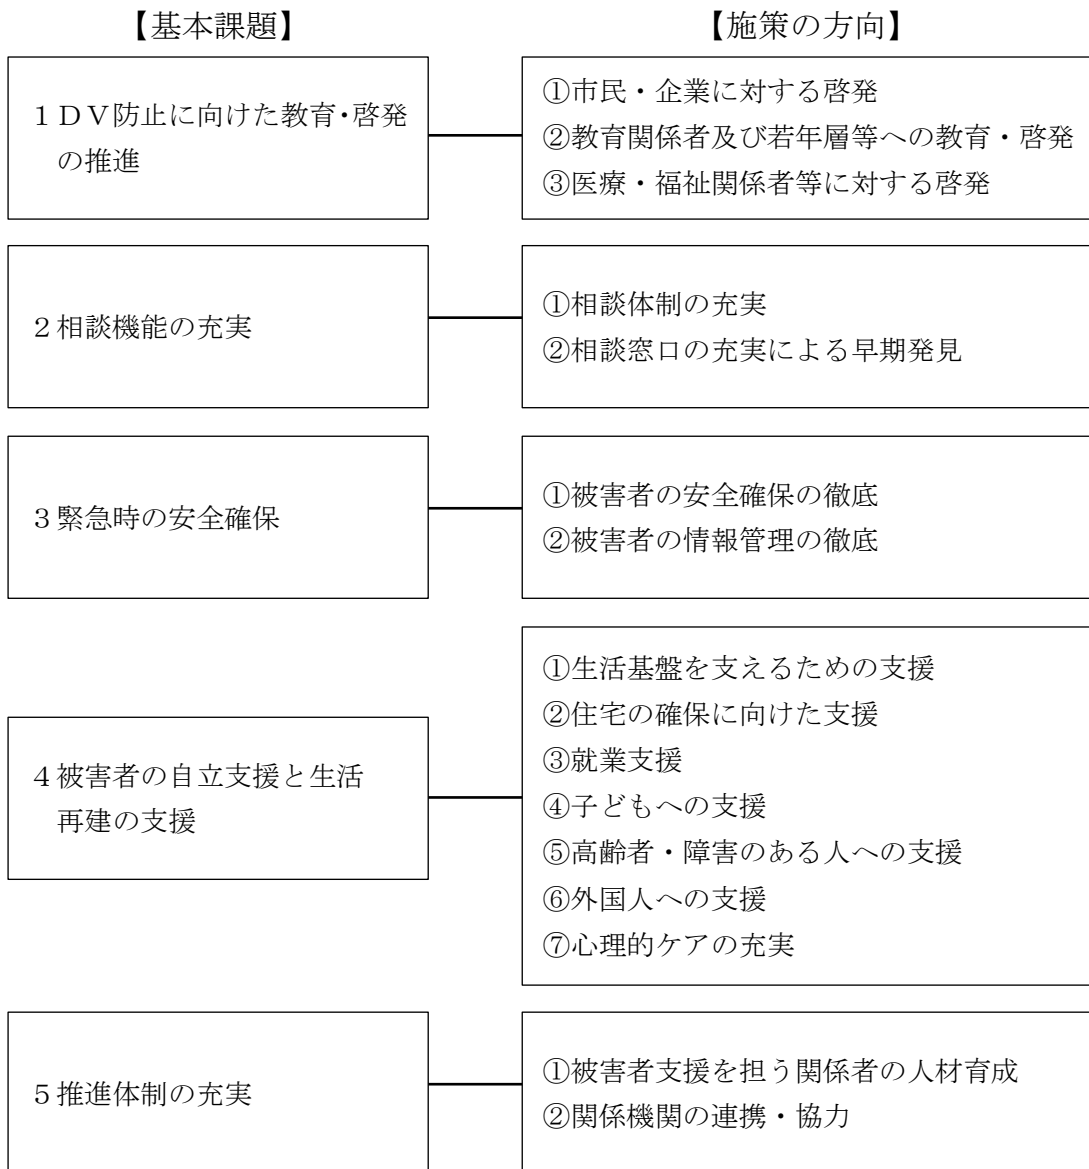 【基本課題】
【施策の方向】
１ＤＶ防止に向けた教育・啓発
の推進
①市民・企業に対する啓発
②教育関係者及び若年層等への教育・啓発
③医療・福祉関係者等に対する啓発
２相談機能の充実
①相談体制の充実
②相談窓口の充実による早期発見
３緊急時の安全確保
①被害者の安全確保の徹底
②被害者の情報管理の徹底
４被害者の自立支援と生活
再建の支援
①生活基盤を支えるための支援
②住宅の確保に向けた支援
③就業支援
④子どもへの支援
⑤高齢者・障害のある人への支援
⑥外国人への支援
⑦心理的ケアの充実
５推進体制の充実
①被害者支援を担う関係者の人材育成
②関係機関の連携・協力